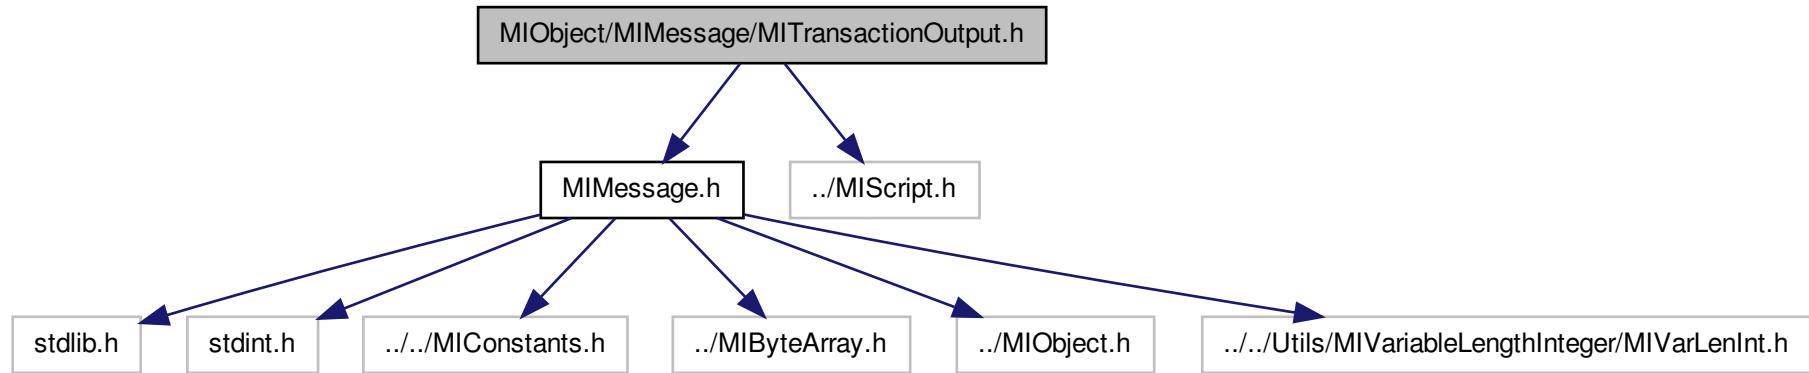 MIObject/MIMessage/MITransactionOutput.h
MIMessage.h
../MIScript.h
stdlib.h
stdint.h
../../MIConstants.h
../MIByteArray.h
../MIObject.h
../../Utils/MIVariableLengthInteger/MIVarLenInt.h